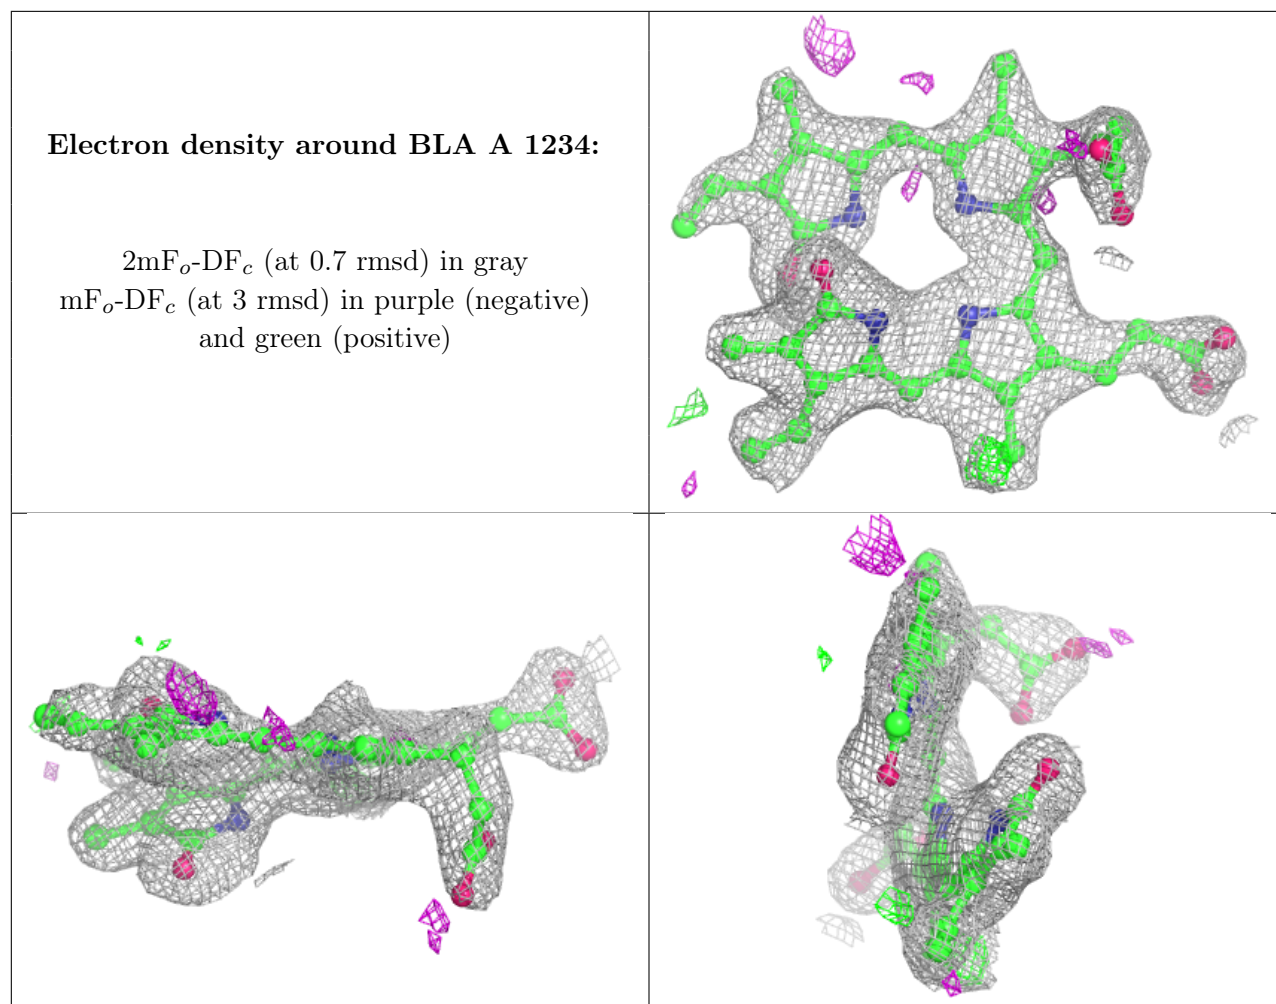 Electron density around BLA A 1234:
2mFo-DFc (at 0.7 rmsd) in gray
mFo-DFc (at 3 rmsd) in purple (negative)
and green (positive)